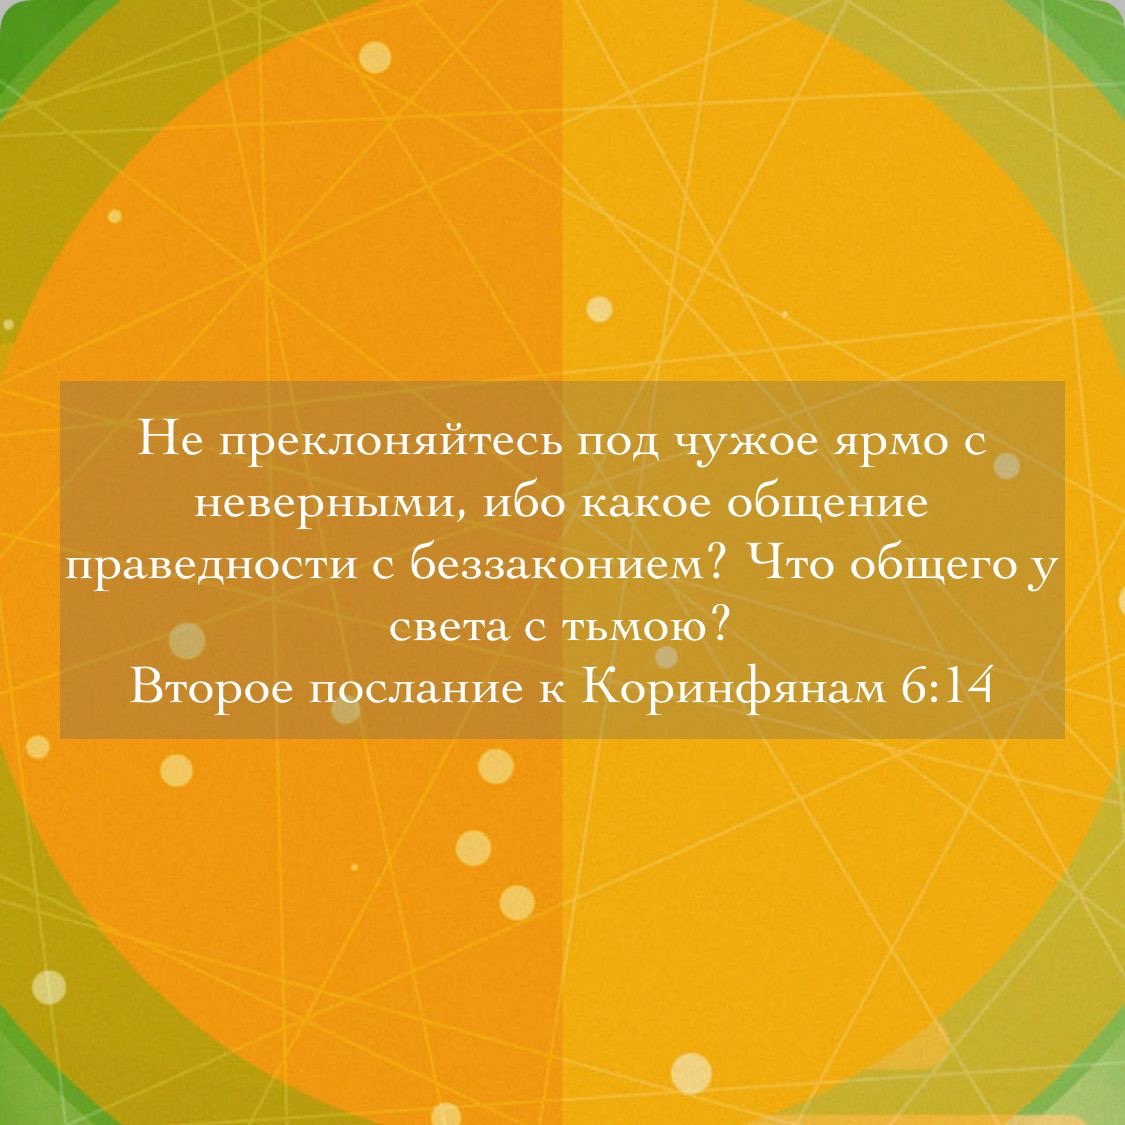 Не преклоняйтесь под чужое ярмо с
неверными, ибо какое общение
праведности с беззаконием? Что общего у
света с тьмою?
Второе послание к Коринфянам 6:14